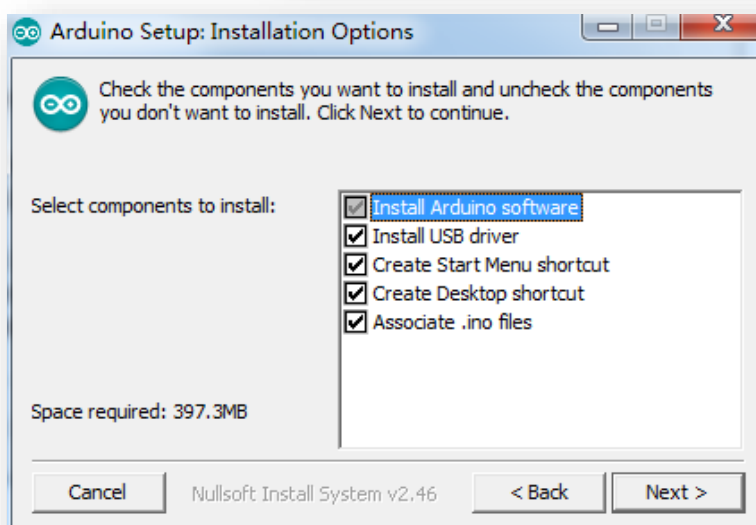 Arduino Setup: Installation Options
Check the components you want to install and uncheck the components
you don't want to install. Click Next to continue.
Select components to install:
Install Arduino software
Install USB driver
Create Start Menu shortcut
Create Desktop shortcut
Associate .ino files
Space required: 397.3MB
Cancel
Nullsoft Install System v2.46
< Back
Next >